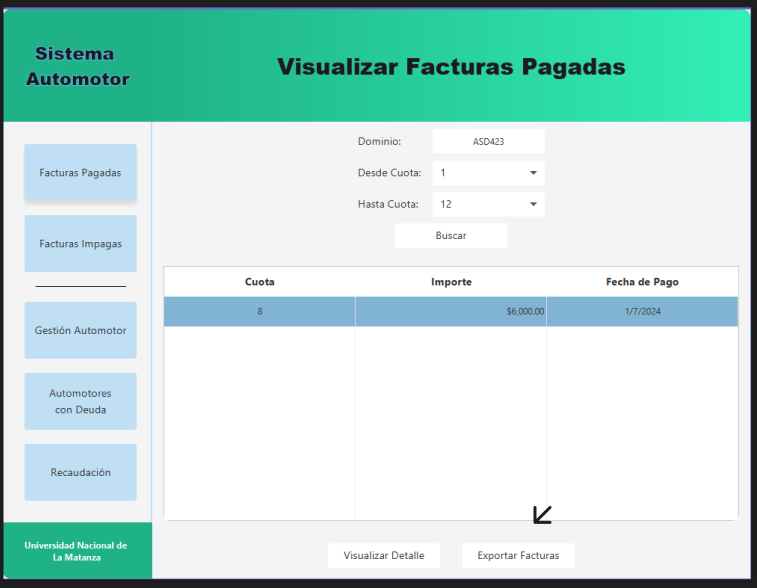 Sistema
Automotor
Visualizar Facturas Pagadas
Facturas Pagadas
Facturas Impagas
Gestión Automotor
Automotores
con Deuda
Recaudación
Universidad Nacional de
La Matanza
Dominio: ASD423
Desde Cuota: 1
Hasta Cuota: 12
Buscar
Cuota Importe Fecha de Pago
8 $6,000.00 1/7/2024
Visualizar Detalle Exportar Facturas